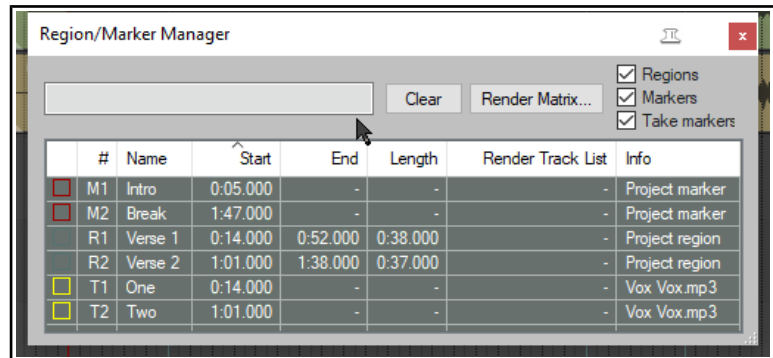 Region/Marker Manager
Clear
Render Matrix...
Regions
Markers
Take markers
# Name Start End Length Render Track List Info
M1 Intro 0:05.000 - - - Project marker
M2 Break 1:47.000 - - - Project marker
R1 Verse 1 0:14.000 0:52.000 0:38.000 - Project region
R2 Verse 2 1:01.000 1:38.000 0:37.000 - Project region
T1 One 0:14.000 - - - Vox Vox.mp3
T2 Two 1:01.000 - - - Vox Vox.mp3